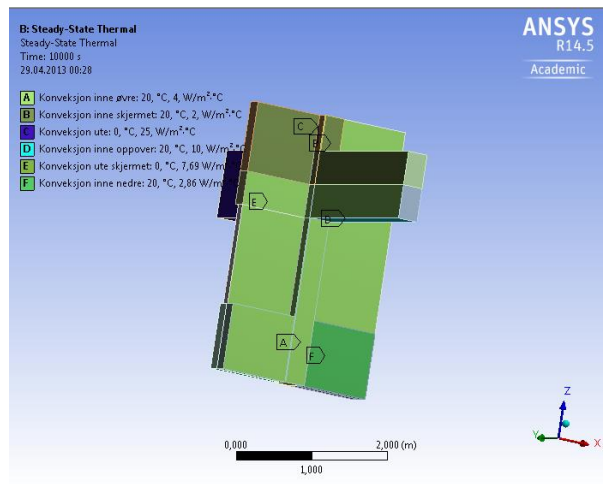 B: Steady-State Thermal
Steady-State Thermal
Time: 10000 s
29.04.2013 00:28
A Konveksjon inne øvre: 20, °C, 4, W/m²·°C
B Konveksjon inne skjermet: 20, °C, 2, W/m²·°C
C Konveksjon ute: 0, °C, 25, W/m²·°C
D Konveksjon inne oppover: 20, °C, 10, W/m²·°C
E Konveksjon ute skjermet: 0, °C, 7,69 W/m²·°C
F Konveksjon inne nedre: 20, °C, 2,86 W/m²·°C
ANSYS
R14.5
Academic
C
B
E
D
A
F
Z
Y
X
0,000
2,000 (m)
1,000